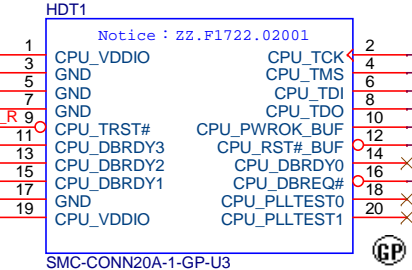 HDT1
Notice : ZZ.F1722.02001
1 CPU_VDDIO CPU_TCK 2
3 GND CPU_TMS 4
5 GND CPU_TDI 6
7 GND CPU_TDO 8
_R 9 CPU_TRST# CPU_PWROK_BUF 10
11 CPU_DBRDY3 CPU_RST#_BUF 12
13 CPU_DBRDY2 CPU_DBRDY0 14
15 CPU_DBRDY1 CPU_DBREQ# 16
17 GND CPU_PLLTEST0 18
19 CPU_VDDIO CPU_PLLTEST1 20
SMC-CONN20A-1-GP-U3
GP